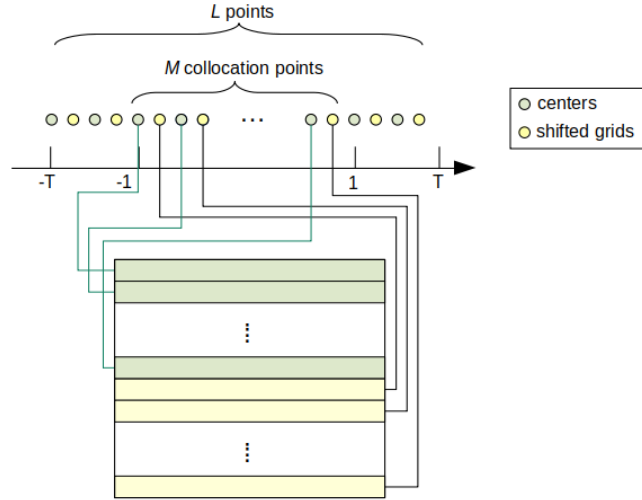 L points
M collocation points
centers
shifted grids
...
-T
-1
1
T
⋮
⋮